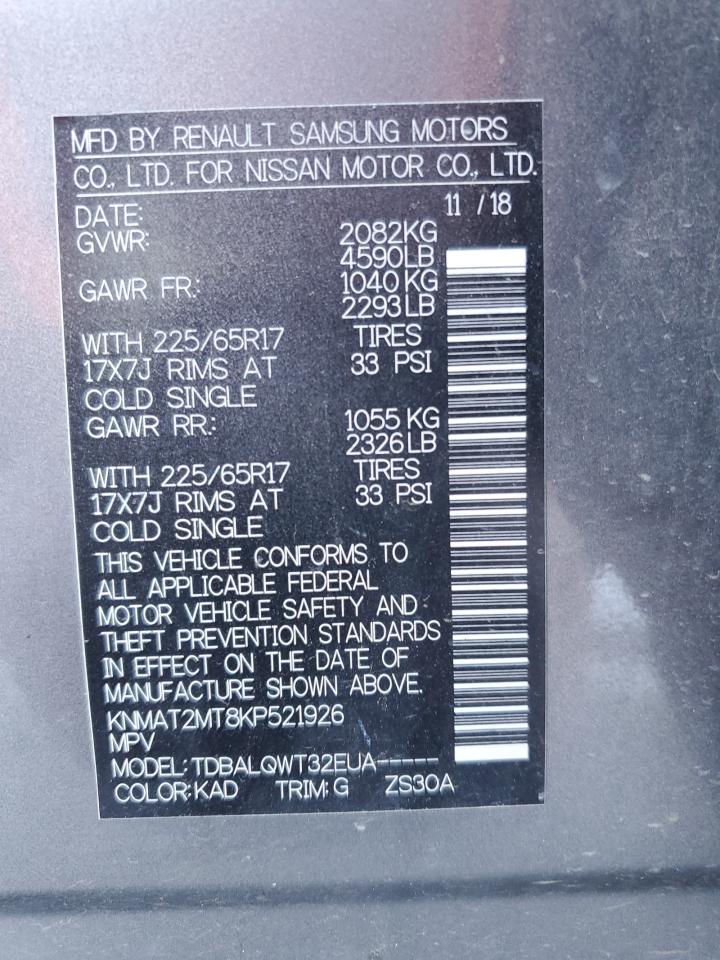 MFD BY RENAULT SAMSUNG MOTORS
CO., LTD. FOR NISSAN MOTOR CO., LTD.
DATE: 11 / 18
GVWR: 2082KG
4590LB
GAWR FR.: 1040 KG
2293 LB
WITH 225/65R17 TIRES
17X7J RIMS AT 33 PSI
COLD SINGLE
GAWR RR.: 1055 KG
2326 LB
WITH 225/65R17 TIRES
17X7J RIMS AT 33 PSI
COLD SINGLE
THIS VEHICLE CONFORMS TO
ALL APPLICABLE FEDERAL
MOTOR VEHICLE SAFETY AND
THEFT PREVENTION STANDARDS
IN EFFECT ON THE DATE OF
MANUFACTURE SHOWN ABOVE.
KNMAT2MT8KP521926
MPV
MODEL: TDBALQWT32EUA-----
COLOR: KAD TRIM: G ZS30A